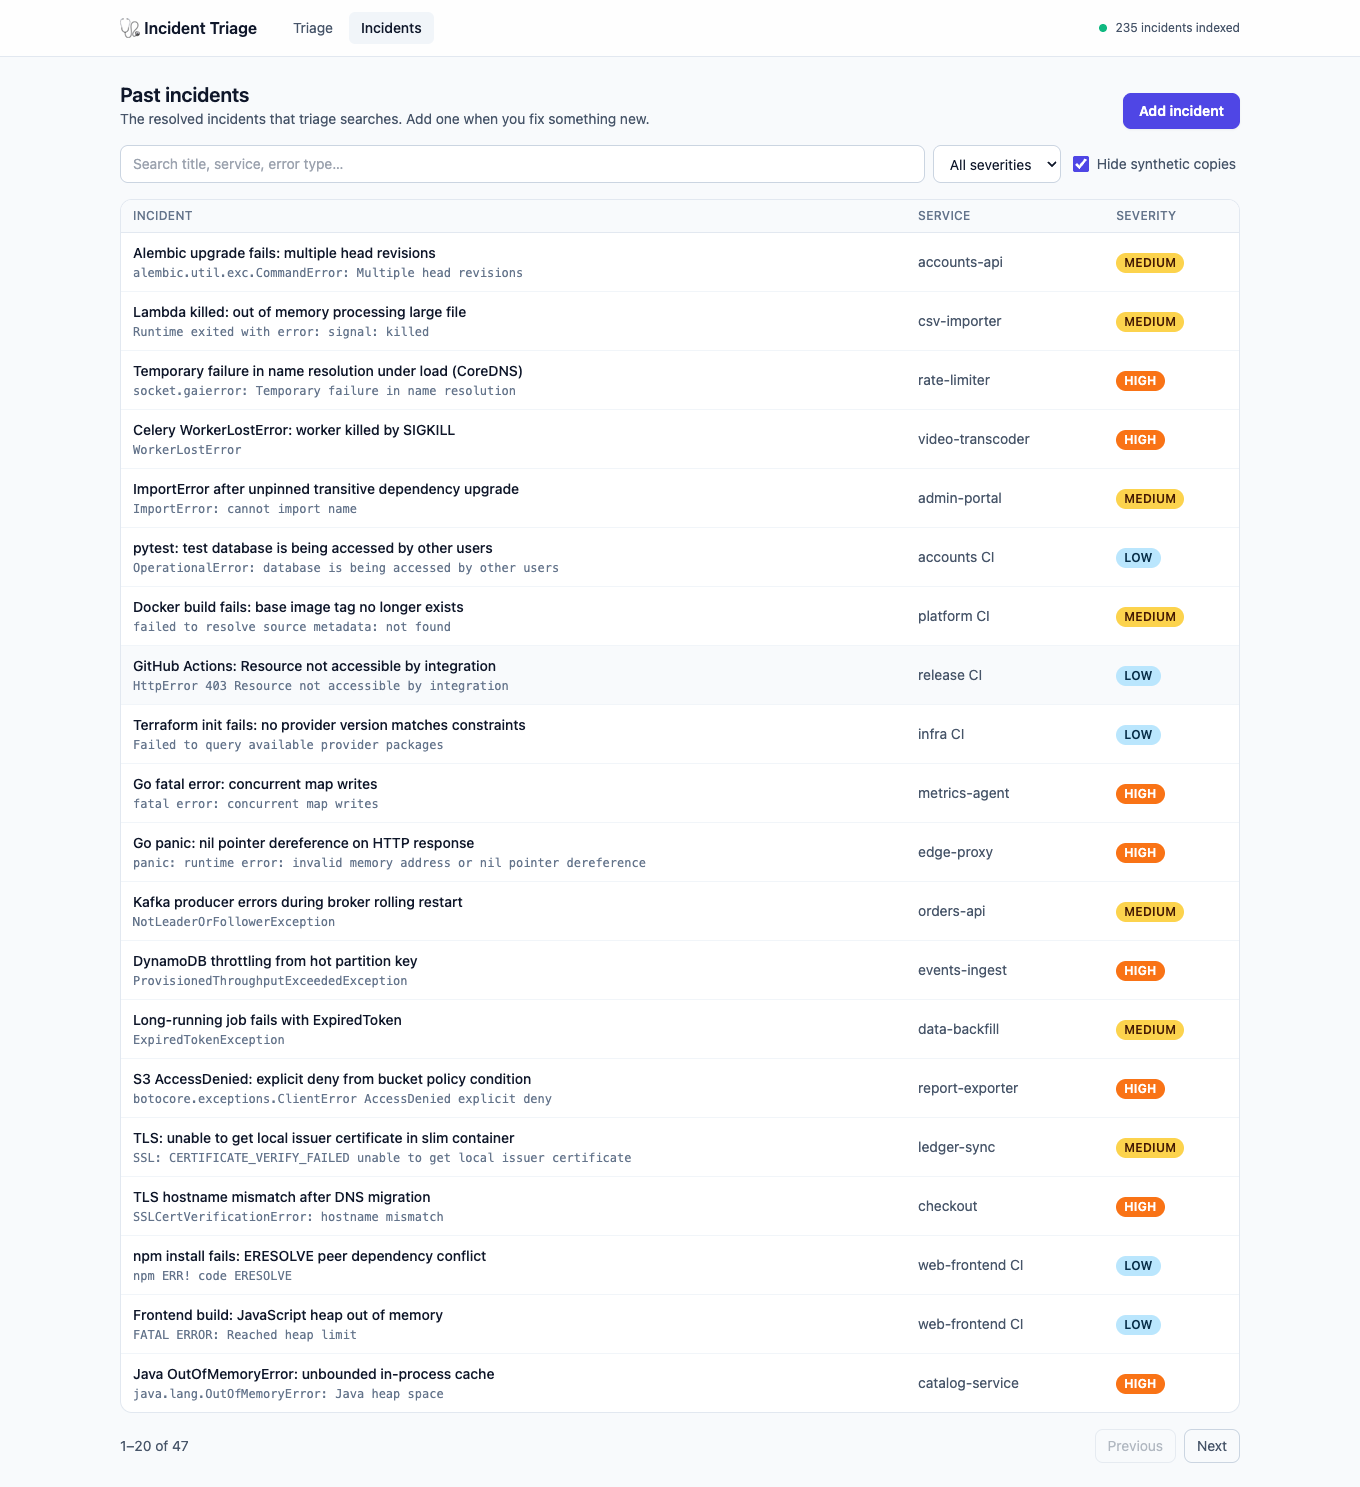 Incident Triage
Triage
Incidents
235 incidents indexed
Past incidents
The resolved incidents that triage searches. Add one when you fix something new.
Add incident
Search title, service, error type...
All severities
Hide synthetic copies
INCIDENT SERVICE SEVERITY
Alembic upgrade fails: multiple head revisions
alembic.util.exc.CommandError: Multiple head revisions
accounts-api
MEDIUM
Lambda killed: out of memory processing large file
Runtime exited with error: signal: killed
csv-importer
MEDIUM
Temporary failure in name resolution under load (CoreDNS)
socket.gaierror: Temporary failure in name resolution
rate-limiter
HIGH
Celery WorkerLostError: worker killed by SIGKILL
WorkerLostError
video-transcoder
HIGH
ImportError after unpinned transitive dependency upgrade
ImportError: cannot import name
admin-portal
MEDIUM
pytest: test database is being accessed by other users
OperationalError: database is being accessed by other users
accounts CI
LOW
Docker build fails: base image tag no longer exists
failed to resolve source metadata: not found
platform CI
MEDIUM
GitHub Actions: Resource not accessible by integration
HttpError 403 Resource not accessible by integration
release CI
LOW
Terraform init fails: no provider version matches constraints
Failed to query available provider packages
infra CI
LOW
Go fatal error: concurrent map writes
fatal error: concurrent map writes
metrics-agent
HIGH
Go panic: nil pointer dereference on HTTP response
panic: runtime error: invalid memory address or nil pointer dereference
edge-proxy
HIGH
Kafka producer errors during broker rolling restart
NotLeaderOrFollowerException
orders-api
MEDIUM
DynamoDB throttling from hot partition key
ProvisionedThroughputExceededException
events-ingest
HIGH
Long-running job fails with ExpiredToken
ExpiredTokenException
data-backfill
MEDIUM
S3 AccessDenied: explicit deny from bucket policy condition
botocore.exceptions.ClientError AccessDenied explicit deny
report-exporter
HIGH
TLS: unable to get local issuer certificate in slim container
SSL: CERTIFICATE_VERIFY_FAILED unable to get local issuer certificate
ledger-sync
MEDIUM
TLS hostname mismatch after DNS migration
SSLCertVerificationError: hostname mismatch
checkout
HIGH
npm install fails: ERESOLVE peer dependency conflict
npm ERR! code ERESOLVE
web-frontend CI
LOW
Frontend build: JavaScript heap out of memory
FATAL ERROR: Reached heap limit
web-frontend CI
LOW
Java OutOfMemoryError: unbounded in-process cache
java.lang.OutOfMemoryError: Java heap space
catalog-service
HIGH
1–20 of 47
Previous
Next